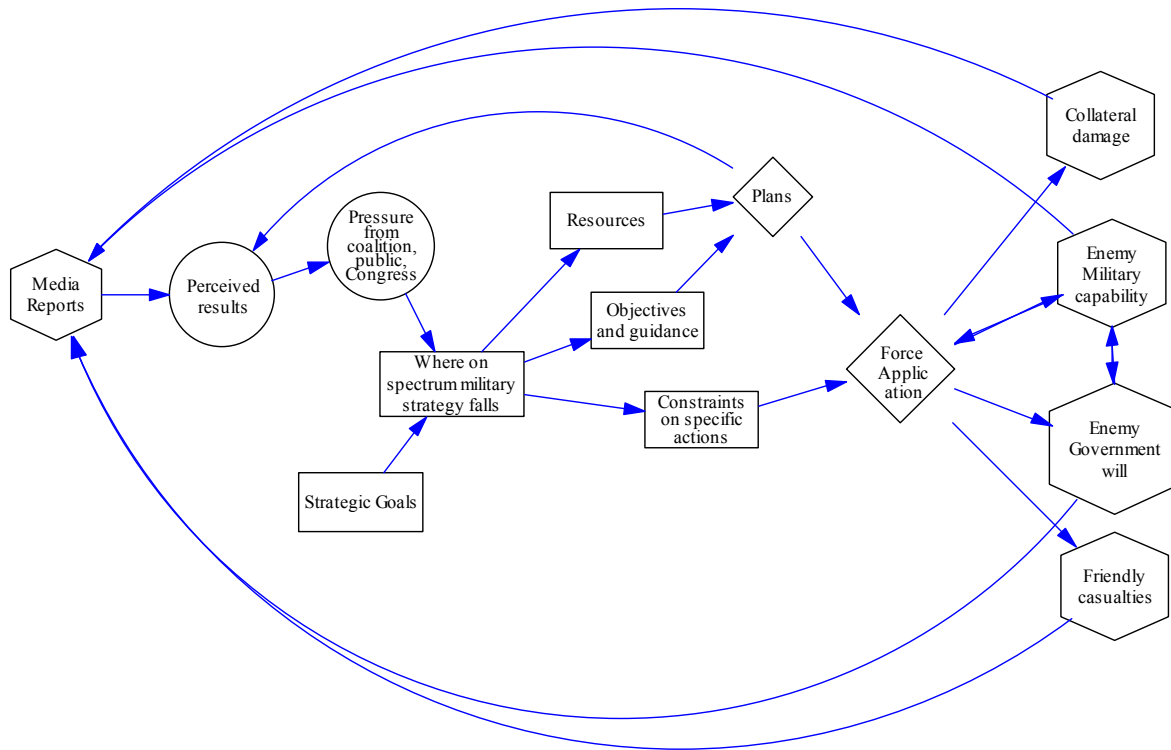 Collateral
damage
Plans
Resources
Pressure
from
coalition,
public,
Congress
Media
Reports
Perceived
results
Enemy
Military
capability
Objectives
and guidance
Where on
spectrum military
strategy falls
Force
Applic
ation
Constraints
on specific
actions
Enemy
Government
will
Strategic Goals
Friendly
casualties